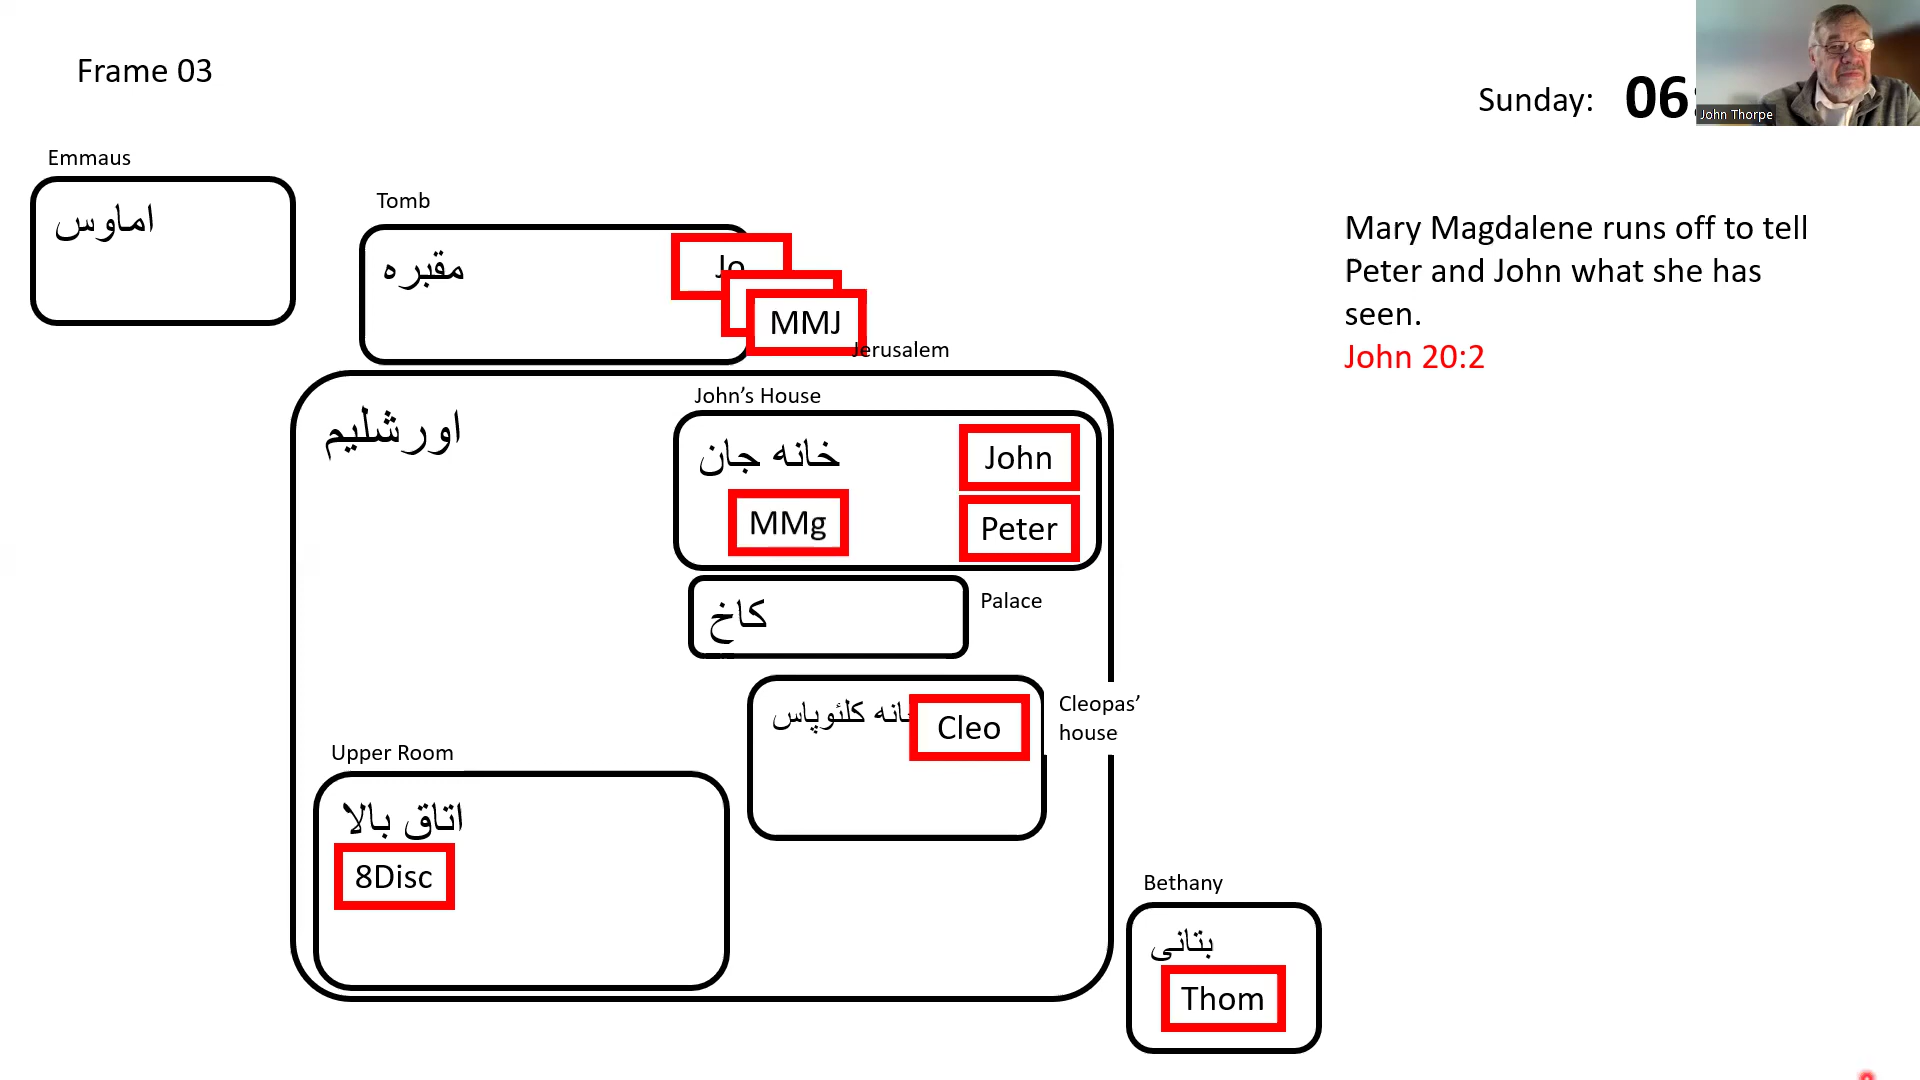 Frame 03
Sunday: 06:
John Thorpe
Emmaus
اماوس
Tomb
مقبره
Jo
MMJ
Mary Magdalene runs off to tell
Peter and John what she has
seen.
John 20:2
Jerusalem
اورشلیم
John’s House
خانه جان
John
MMg
Peter
کاخ
Palace
کلئوپاس
Cleo
Cleopas’
house
Upper Room
اتاق بالا
8Disc
Bethany
بتانی
Thom